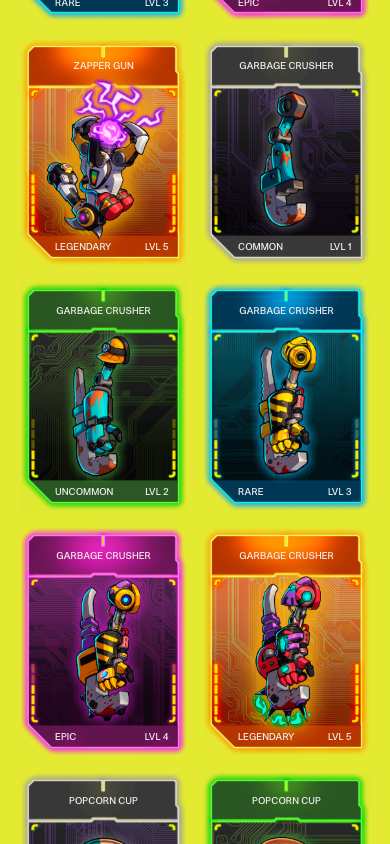 RARE LVL 3
EPIC LVL 4
ZAPPER GUN
GARBAGE CRUSHER
LEGENDARY LVL 5
COMMON LVL 1
GARBAGE CRUSHER
GARBAGE CRUSHER
UNCOMMON LVL 2
RARE LVL 3
GARBAGE CRUSHER
GARBAGE CRUSHER
EPIC LVL 4
LEGENDARY LVL 5
POPCORN CUP
POPCORN CUP